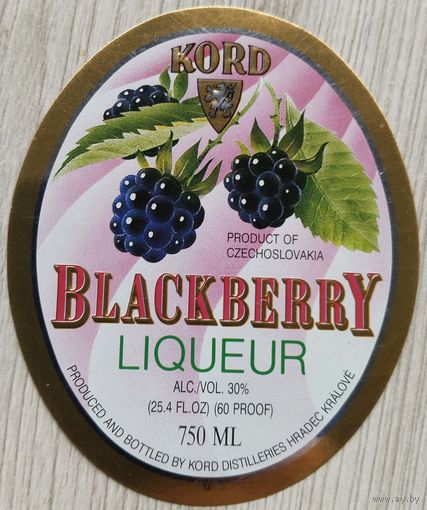 KORD
PRODUCT OF
CZECHOSLOVAKIA
BLACKBERRY
LIQUEUR
ALC./VOL. 30%
(25.4 FL.OZ) (60 PROOF)
750 ML
PRODUCED AND BOTTLED BY KORD DISTILLERIES HRADEC KRALOVÉ
www.ay.by